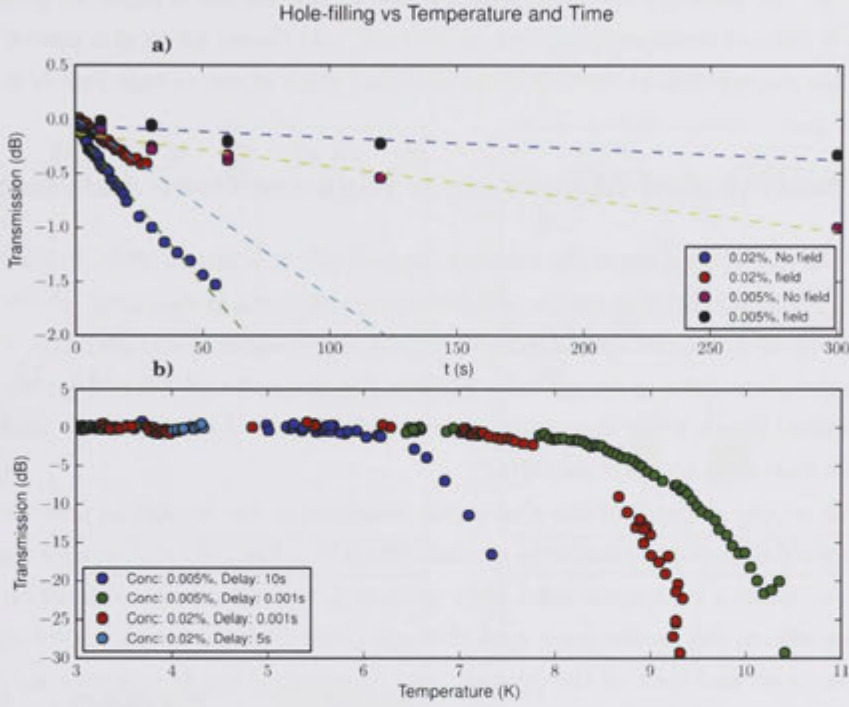 Hole-filling vs Temperature and Time
a)
0.5
0.0
−0.5
−1.0
−1.5
−2.0
Transmission (dB)
0.02%, No field
0.02%, field
0.005%, No field
0.005%, field
0 50 100 150 200 250 300
t (s)
b)
5
0
−5
−10
−15
−20
−25
−30
Transmission (dB)
Conc: 0.005%, Delay: 10s
Conc: 0.005%, Delay: 0.001s
Conc: 0.02%, Delay: 0.001s
Conc: 0.02%, Delay: 5s
3 4 5 6 7 8 9 10 11
Temperature (K)